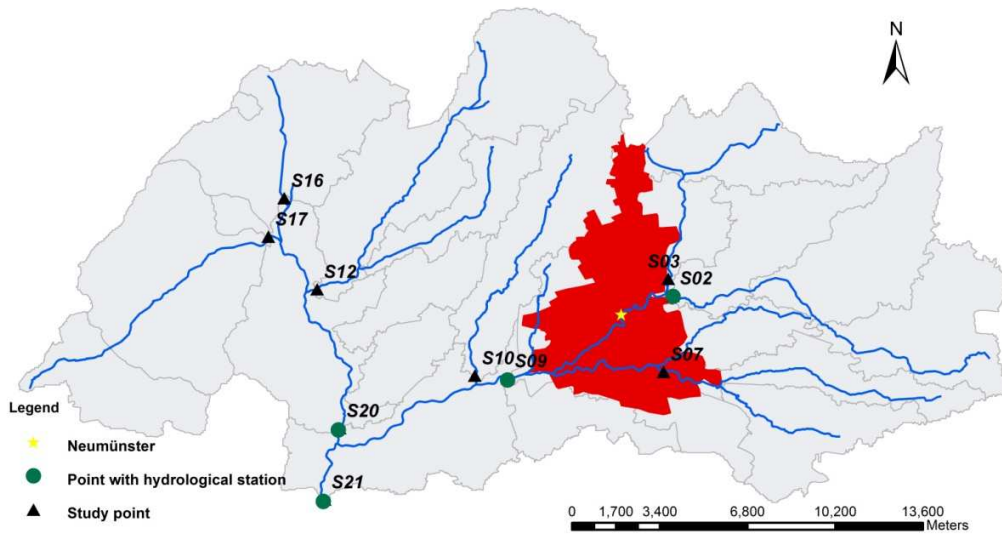 N
S16
S17
S12
S03
S02
S10
S09
S07
S20
S21
Legend
Neumünster
Point with hydrological station
Study point
0 1,700 3,400 6,800 10,200 13,600
Meters